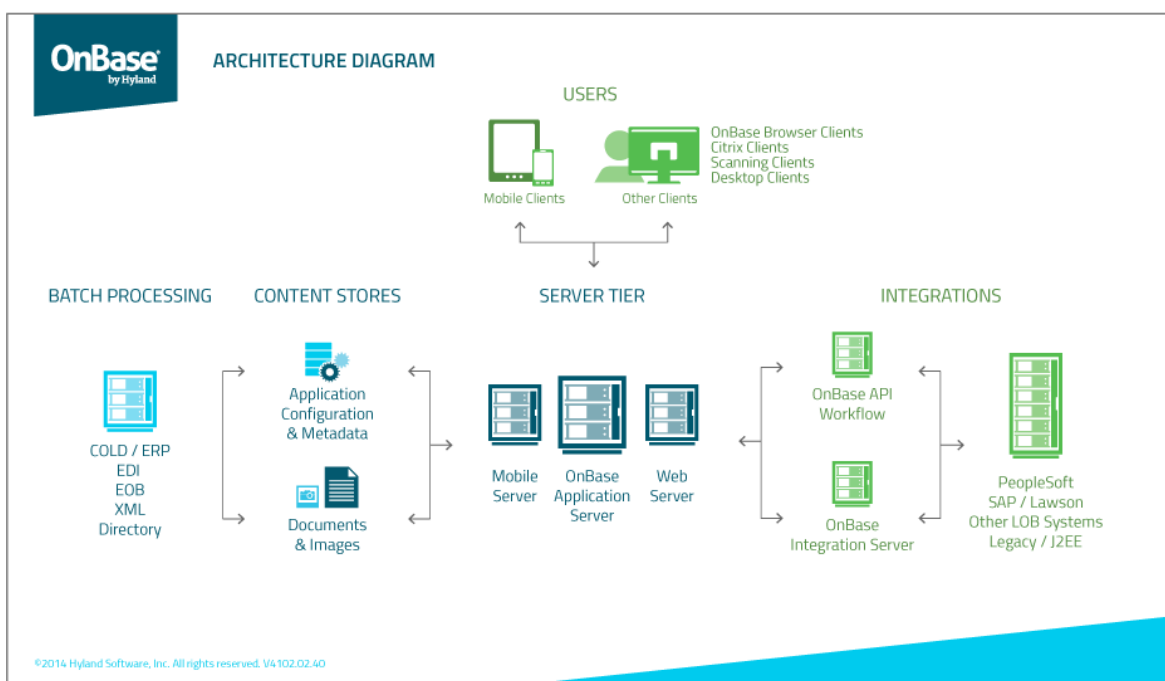 OnBase®
by Hyland
ARCHITECTURE DIAGRAM
USERS
Mobile Clients
Other Clients
OnBase Browser Clients
Citrix Clients
Scanning Clients
Desktop Clients
BATCH PROCESSING
COLD / ERP
EDI
EOB
XML
Directory
CONTENT STORES
Application
Configuration
& Metadata
Documents
& Images
SERVER TIER
Mobile
Server
OnBase
Application
Server
Web
Server
INTEGRATIONS
OnBase API
Workflow
OnBase
Integration Server
PeopleSoft
SAP / Lawson
Other LOB Systems
Legacy / J2EE
©2014 Hyland Software, Inc. All rights reserved. V4102.02.40